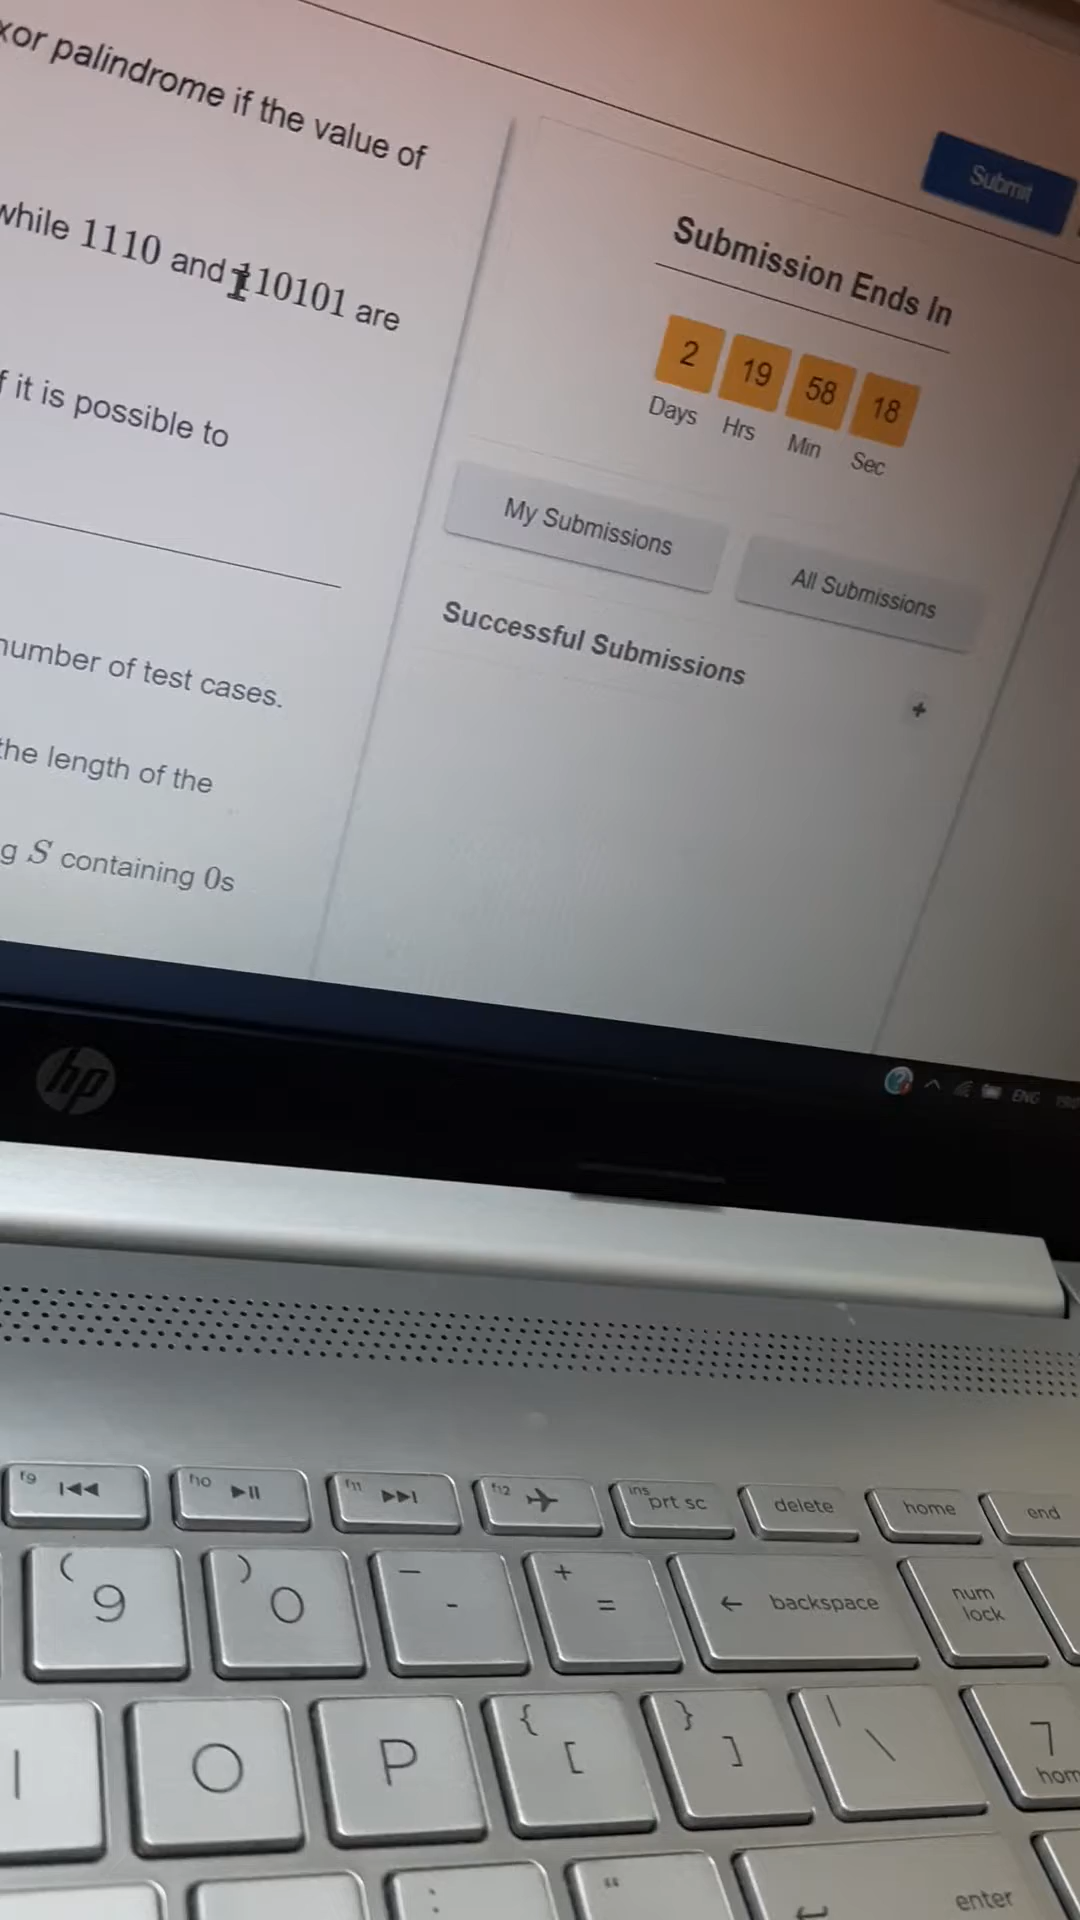 xor palindrome if the value of
while 1110 and 110101 are
f it is possible to
number of test cases.
the length of the
g S containing 0s
Submit
Submission Ends In
2 19 58 18
Days Hrs Min Sec
My Submissions
All Submissions
Successful Submissions
+
hp
ENG
f9 f10 f11 f12 ins prt sc delete home end
( 9 ) 0 - + = ← backspace num lock
I O P { [ } ] | \ 7 hom
: " enter